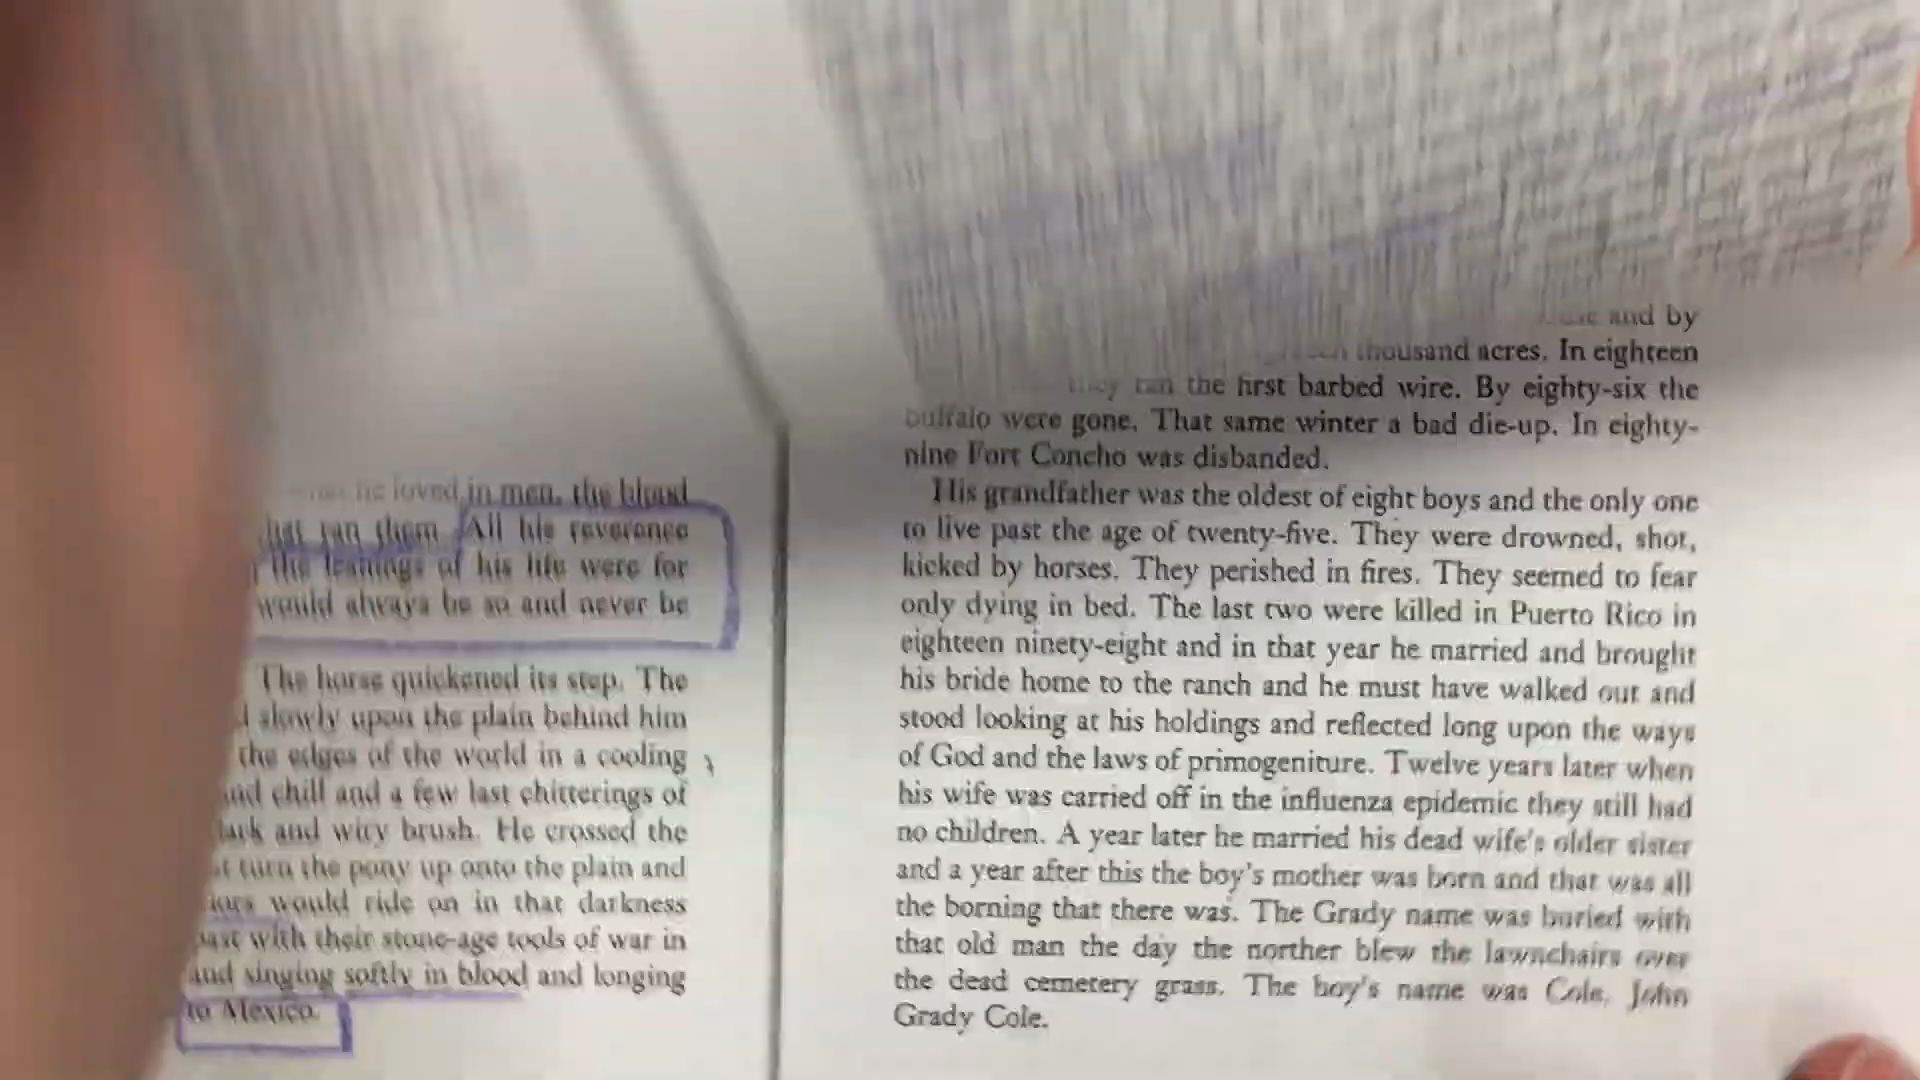 he loved in men, the blood
that ran them. All his reverence
the leanings of his life were for
would always be so and never be
The horse quickened its step. The
slowly upon the plain behind him
the edges of the world in a cooling
and chill and a few last chitterings of
dark and wiry brush. He crossed the
turn the pony up onto the plain and
would ride on in that darkness
past with their stone-age tools of war in
and singing softly in blood and longing
to Mexico.
and by
thousand acres. In eighteen
they ran the first barbed wire. By eighty-six the
buffalo were gone. That same winter a bad die-up. In eighty-
nine Fort Concho was disbanded.
His grandfather was the oldest of eight boys and the only one
to live past the age of twenty-five. They were drowned, shot,
kicked by horses. They perished in fires. They seemed to fear
only dying in bed. The last two were killed in Puerto Rico in
eighteen ninety-eight and in that year he married and brought
his bride home to the ranch and he must have walked out and
stood looking at his holdings and reflected long upon the ways
of God and the laws of primogeniture. Twelve years later when
his wife was carried off in the influenza epidemic they still had
no children. A year later he married his dead wife's older sister
and a year after this the boy's mother was born and that was all
the borning that there was. The Grady name was buried with
that old man the day the norther blew the lawnchairs over
the dead cemetery grass. The boy's name was Cole. John
Grady Cole.